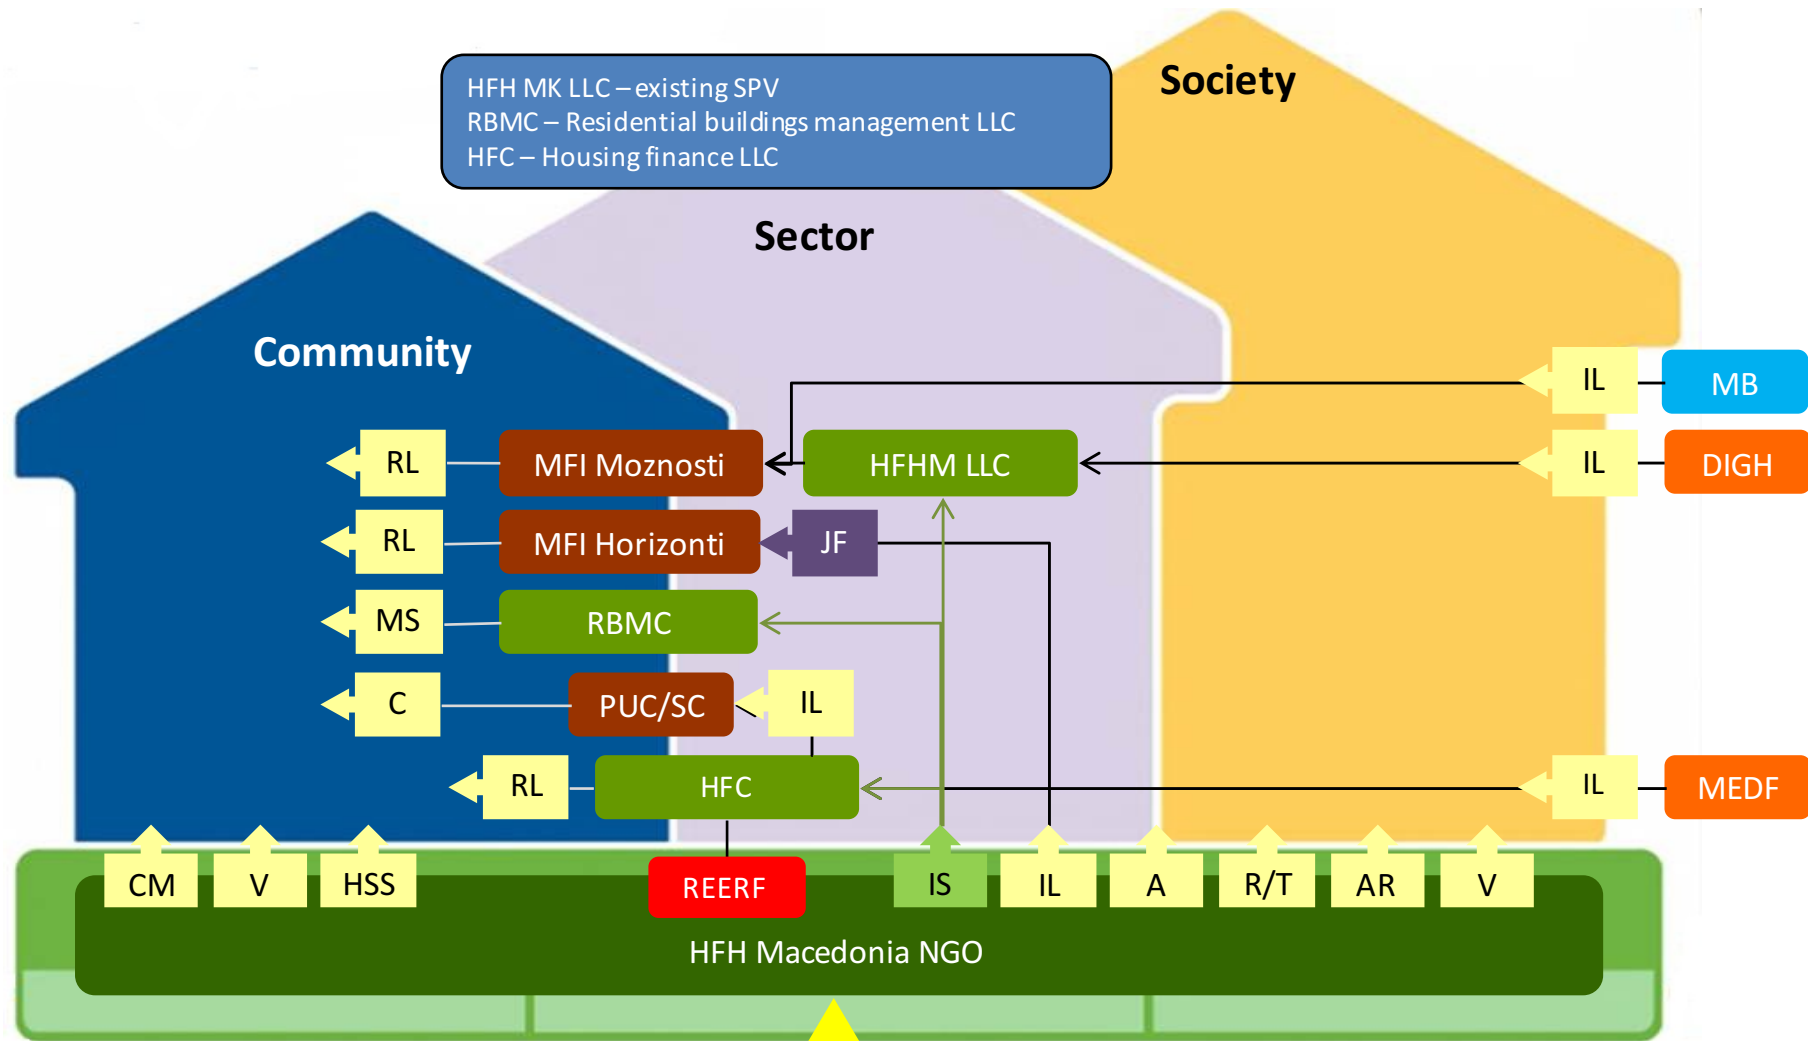 HFH MK LLC – existing SPV
RBMC – Residential buildings management LLC
HFC – Housing finance LLC
Society
Sector
Community
IL
MB
RL
MFI Moznosti
HFHM LLC
IL
DIGH
RL
MFI Horizonti
JF
MS
RBMC
C
PUC/SC
IL
RL
HFC
IL
MEDF
CM
V
HSS
REERF
IS
IL
A
R/T
AR
V
HFH Macedonia NGO